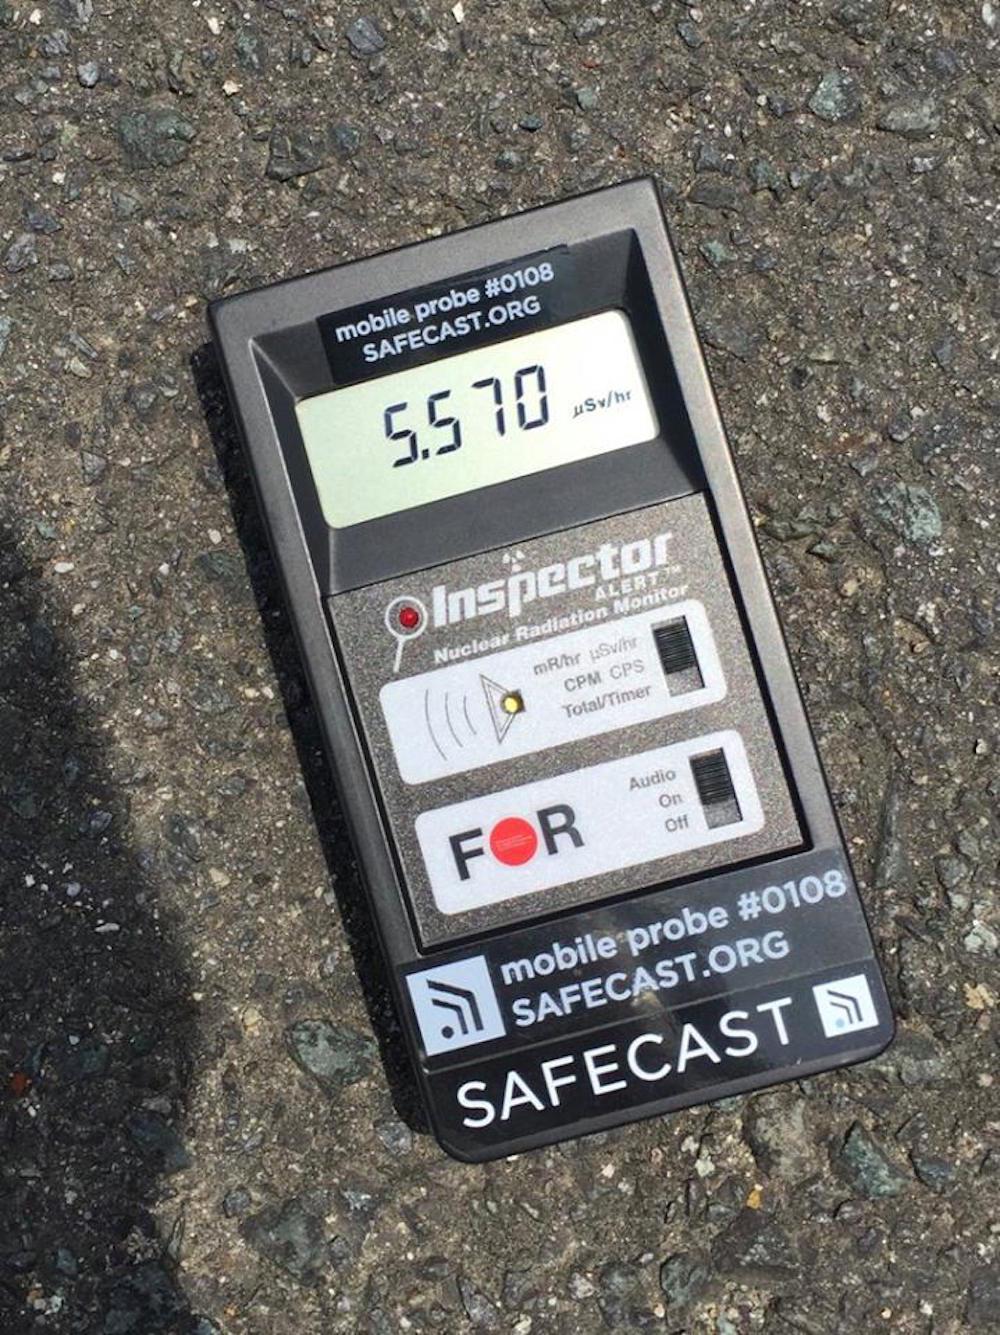 mobile probe #0108
SAFECAST.ORG
5.570 µSv/hr
Inspector
ALERT™
Nuclear Radiation Monitor
mR/hr µSv/hr
CPM CPS
Total/Timer
Audio
On
Off
FOR
mobile probe #0108
SAFECAST.ORG
SAFECAST